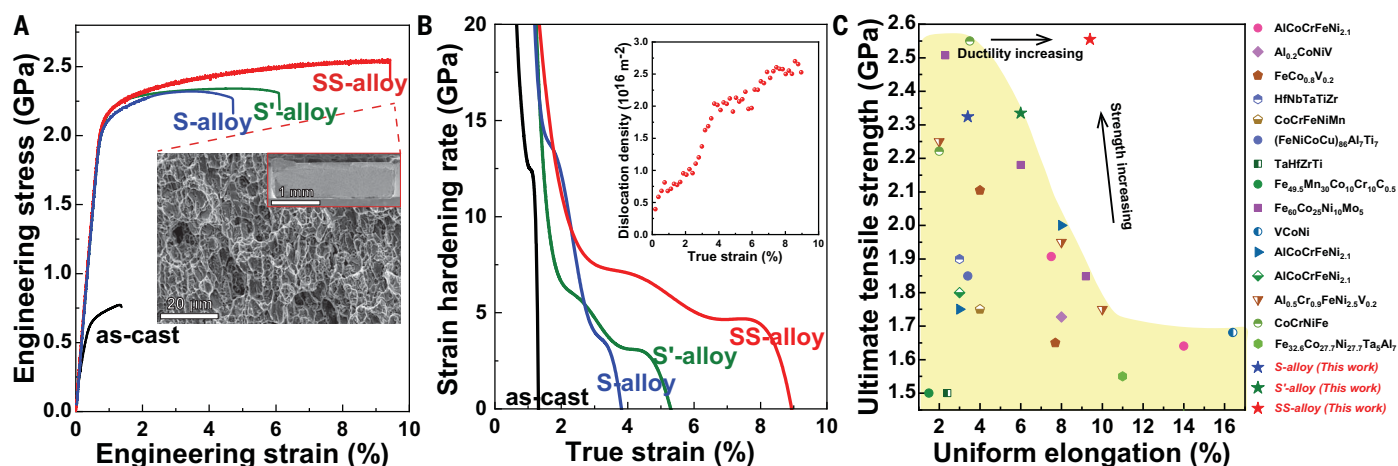 A
Engineering stress (GPa)
3.0
2.5
2.0
1.5
1.0
0.5
0.0
SS-alloy
S'-alloy
S-alloy
as-cast
1 mm
20 μm
0 2 4 6 8 10
Engineering strain (%)
B
Strain hardening rate (GPa)
20
15
10
5
0
Dislocation density (10¹⁶ m⁻²)
3.0
2.5
2.0
1.5
1.0
0.5
0.0
0 2 4 6 8 10
True strain (%)
SS-alloy
S'-alloy
S-alloy
as-cast
0 2 4 6 8 10
True strain (%)
C
Ultimate tensile strength (GPa)
2.6
2.5
2.4
2.3
2.2
2.1
2.0
1.9
1.8
1.7
1.6
1.5
Ductility increasing
Strength increasing
2 4 6 8 10 12 14 16
Uniform elongation (%)
AlCoCrFeNi₂.₁
Al₀.₂CoNiV
FeCo₀.₈V₀.₂
HfNbTaTiZr
CoCrFeNiMn
(FeNiCoCu)₈₆Al₇Ti₇
TaHfZrTi
Fe₄₉.₅Mn₃₀Co₁₀Cr₁₀C₀.₅
Fe₆₀Co₂₅Ni₁₀Mo₅
VCoNi
AlCoCrFeNi₂.₁
AlCoCrFeNi₂.₁
Al₀.₅Cr₀.₉FeNi₂.₅V₀.₂
CoCrNiFe
Fe₃₂.₆Co₂₇.₇Ni₂₇.₇Ta₅Al₇
S-alloy (This work)
S'-alloy (This work)
SS-alloy (This work)